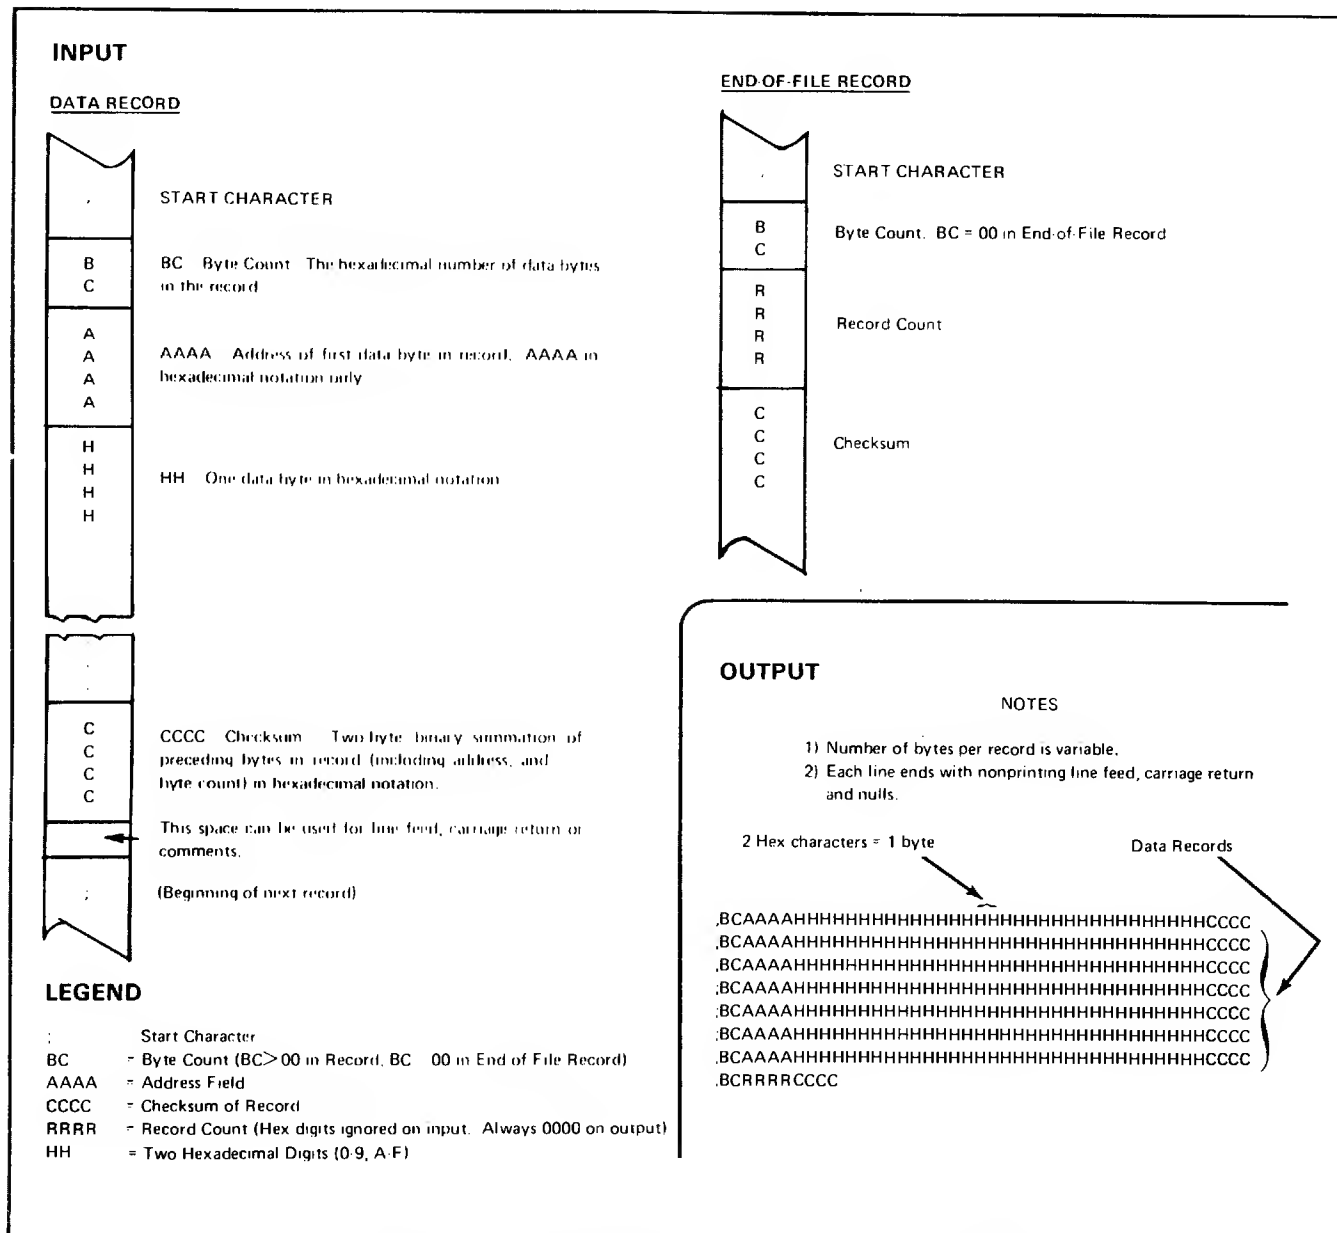 INPUT
DATA RECORD
,
START CHARACTER
B
C
BC Byte Count The hexadecimal number of data bytes
in the record
A
A
A
A
AAAA Address of first data byte in record. AAAA in
hexadecimal notation only
H
H
H
H
HH One data byte in hexadecimal notation
.
.
C
C
C
C
CCCC Checksum Two byte binary summation of
preceding bytes in record (including address, and
byte count) in hexadecimal notation.
This space can be used for line feed, carriage return or
comments.
;
(Beginning of next record)
LEGEND
; Start Character
BC = Byte Count (BC>00 in Record, BC 00 in End of File Record)
AAAA = Address Field
CCCC = Checksum of Record
RRRR = Record Count (Hex digits ignored on input. Always 0000 on output)
HH = Two Hexadecimal Digits (0-9, A-F)
END-OF-FILE RECORD
,
START CHARACTER
B
C
Byte Count. BC = 00 in End-of-File Record
R
R
R
R
Record Count
C
C
C
C
Checksum
OUTPUT
NOTES
1) Number of bytes per record is variable.
2) Each line ends with nonprinting line feed, carriage return
and nulls.
2 Hex characters = 1 byte
Data Records
,BCAAAAHHHHHHHHHHHHHHHHHHHHHHHHHHHHHHHHCCCC
,BCAAAAHHHHHHHHHHHHHHHHHHHHHHHHHHHHHHHHCCCC
,BCAAAAHHHHHHHHHHHHHHHHHHHHHHHHHHHHHHHHCCCC
;BCAAAAHHHHHHHHHHHHHHHHHHHHHHHHHHHHHHHHCCCC
;BCAAAAHHHHHHHHHHHHHHHHHHHHHHHHHHHHHHHHCCCC
;BCAAAAHHHHHHHHHHHHHHHHHHHHHHHHHHHHHHHHCCCC
,BCAAAAHHHHHHHHHHHHHHHHHHHHHHHHHHHHHHHHCCCC
,BCRRRRCCCC